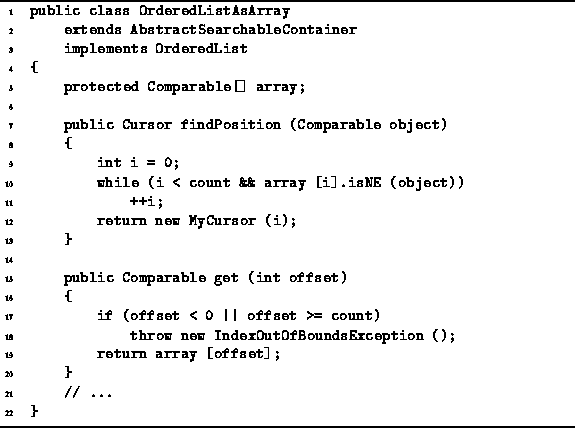 1 public class OrderedListAsArray
2     extends AbstractSearchableContainer
3     implements OrderedList
4 {
5     protected Comparable[] array;
6
7     public Cursor findPosition (Comparable object)
8     {
9         int i = 0;
10         while (i < count && array [i].isNE (object))
11             ++i;
12         return new MyCursor (i);
13     }
14
15     public Comparable get (int offset)
16     {
17         if (offset < 0 || offset >= count)
18             throw new IndexOutOfBoundsException ();
19         return array [offset];
20     }
21     // ...
22 }